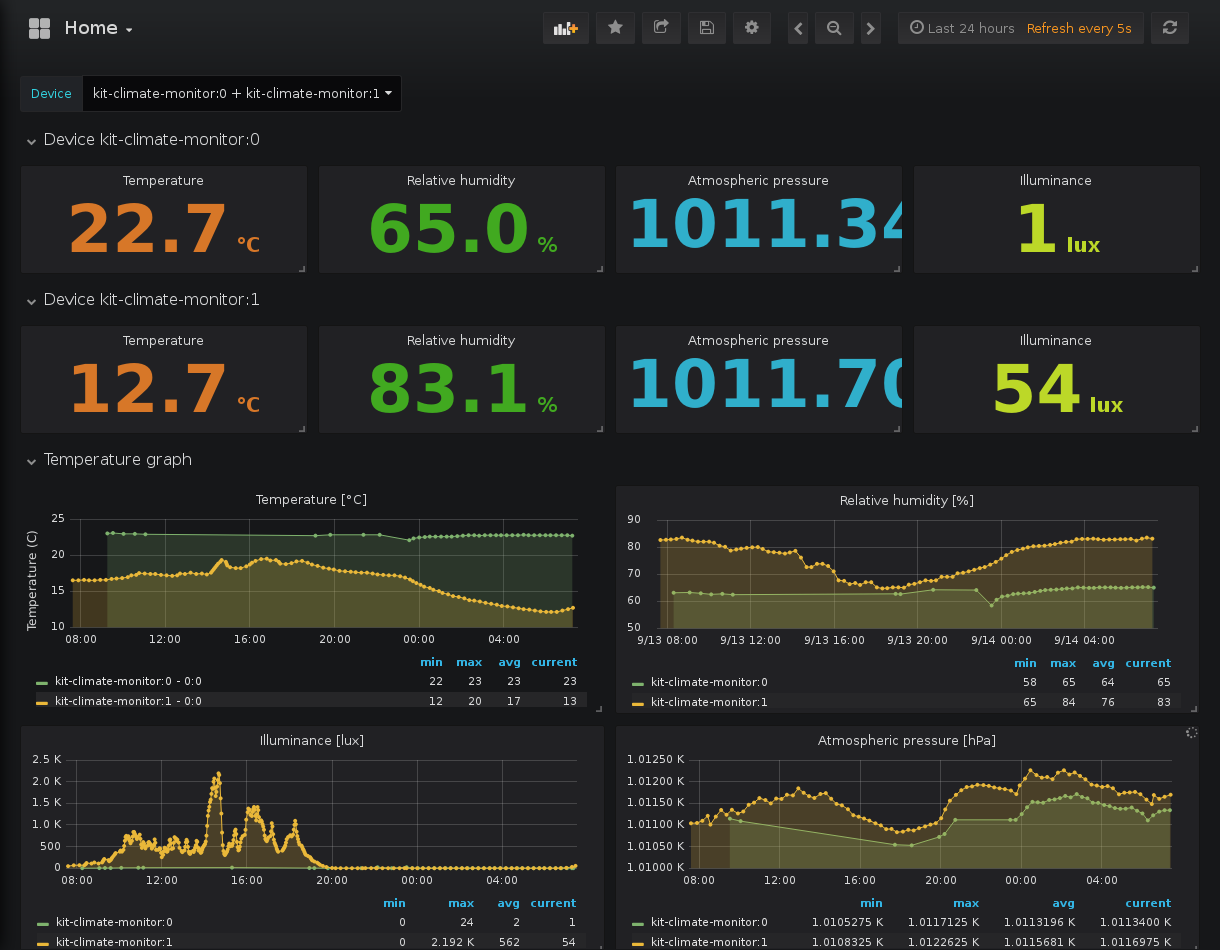 Home
Last 24 hours Refresh every 5s
Device kit-climate-monitor:0 + kit-climate-monitor:1
Device kit-climate-monitor:0
Temperature Relative humidity Atmospheric pressure Illuminance
22.7 °C 65.0 % 1011.34 1 lux
Device kit-climate-monitor:1
Temperature Relative humidity Atmospheric pressure Illuminance
12.7 °C 83.1 % 1011.70 54 lux
Temperature graph
Temperature [°C]
Temperature (C)
25
20
15
10
08:00 12:00 16:00 20:00 00:00 04:00
min max avg current
kit-climate-monitor:0 - 0:0 22 23 23 23
kit-climate-monitor:1 - 0:0 12 20 17 13
Relative humidity [%]
90
80
70
60
50
9/13 08:00 9/13 12:00 9/13 16:00 9/13 20:00 9/14 00:00 9/14 04:00
min max avg current
kit-climate-monitor:0 58 65 64 65
kit-climate-monitor:1 65 84 76 83
Illuminance [lux]
2.5 K
2.0 K
1.5 K
1.0 K
500
0
08:00 12:00 16:00 20:00 00:00 04:00
min max avg current
kit-climate-monitor:0 0 24 2 1
kit-climate-monitor:1 0 2.192 K 562 54
Atmospheric pressure [hPa]
1.01250 K
1.01200 K
1.01150 K
1.01100 K
1.01050 K
1.01000 K
08:00 12:00 16:00 20:00 00:00 04:00
min max avg current
kit-climate-monitor:0 1.0105275 K 1.0117125 K 1.0113196 K 1.0113400 K
kit-climate-monitor:1 1.0108325 K 1.0122625 K 1.0115681 K 1.0116975 K